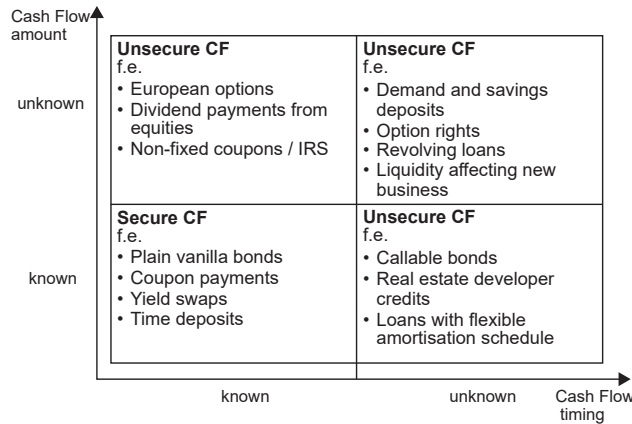 Cash Flow
amount
unknown
Unsecure CF
f.e.
• European options
• Dividend payments from
equities
• Non-fixed coupons / IRS
Unsecure CF
f.e.
• Demand and savings
deposits
• Option rights
• Revolving loans
• Liquidity affecting new
business
known
Secure CF
f.e.
• Plain vanilla bonds
• Coupon payments
• Yield swaps
• Time deposits
Unsecure CF
f.e.
• Callable bonds
• Real estate developer
credits
• Loans with flexible
amortisation schedule
known
unknown
Cash Flow
timing